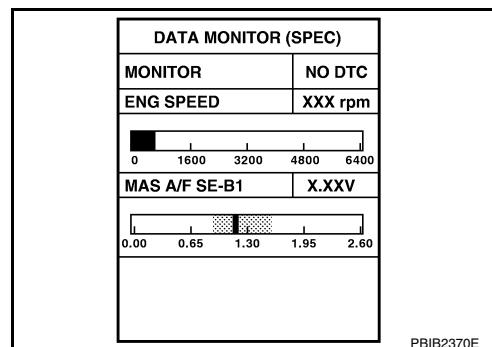 DATA MONITOR (SPEC)
MONITOR NO DTC
ENG SPEED XXX rpm
0 1600 3200 4800 6400
MAS A/F SE-B1 X.XXV
0.00 0.65 1.30 1.95 2.60
PBIB2370E